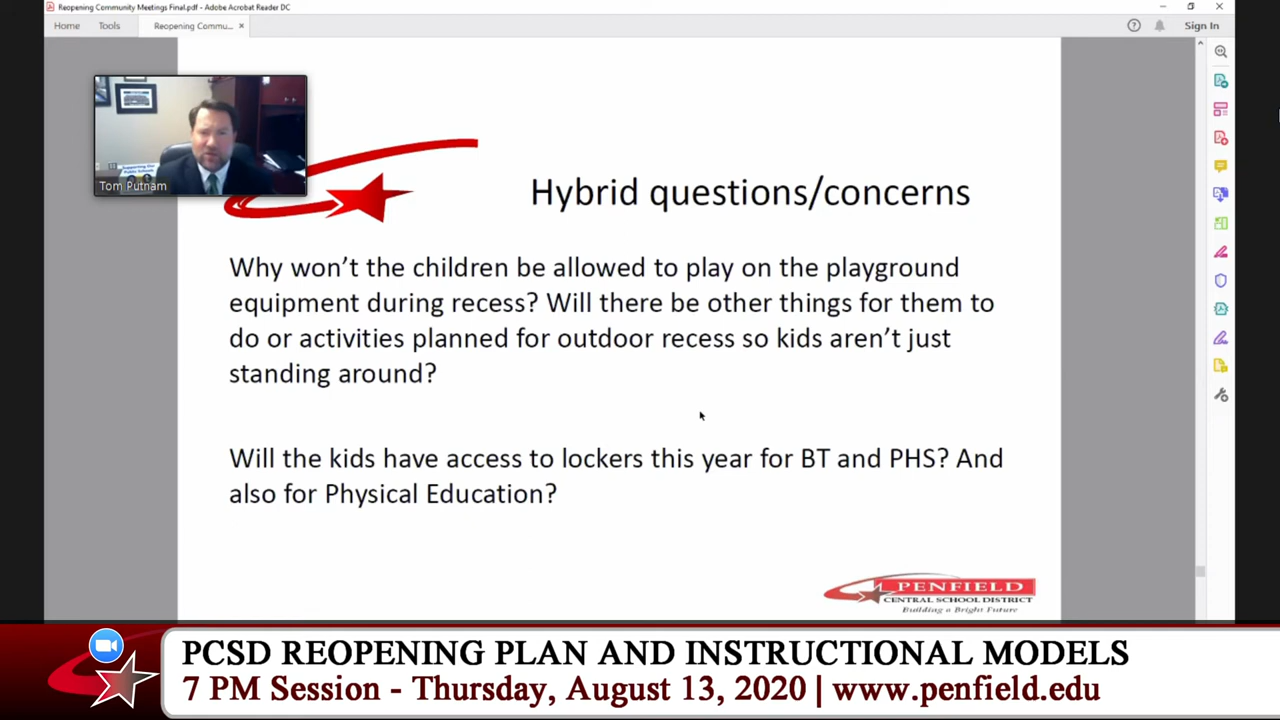 Reopening Community Meetings Final.pdf - Adobe Acrobat Reader DC
Home Tools Reopening Commu... × Sign In
Tom Putnam
Hybrid questions/concerns
Why won’t the children be allowed to play on the playground
equipment during recess? Will there be other things for them to
do or activities planned for outdoor recess so kids aren’t just
standing around?
Will the kids have access to lockers this year for BT and PHS? And
also for Physical Education?
PENFIELD
CENTRAL SCHOOL DISTRICT
Building a Bright Future
PCSD REOPENING PLAN AND INSTRUCTIONAL MODELS
7 PM Session - Thursday, August 13, 2020 | www.penfield.edu